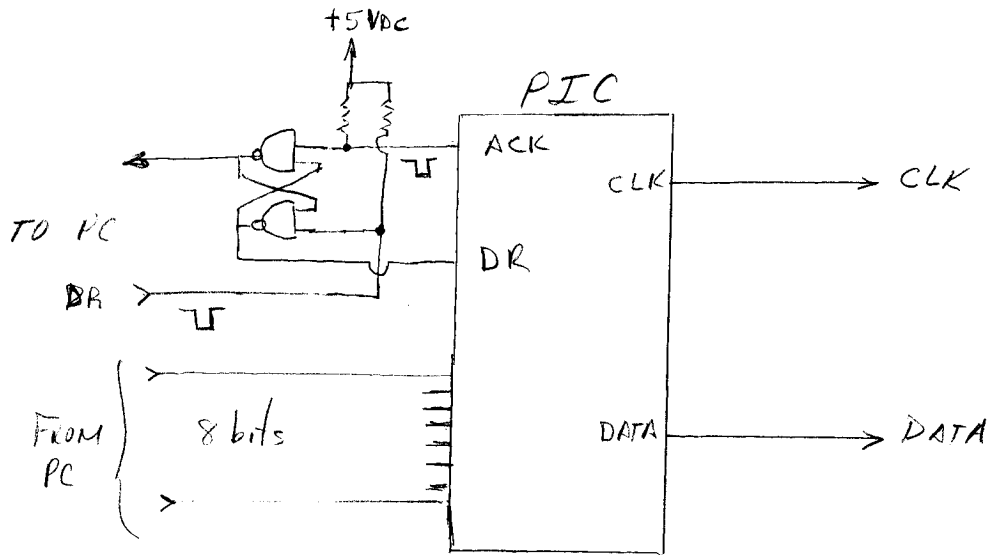 +5VDC
PIC
ACK
CLK
CLK
TO PC
DR
DR
FROM
PC
8 bits
DATA
DATA